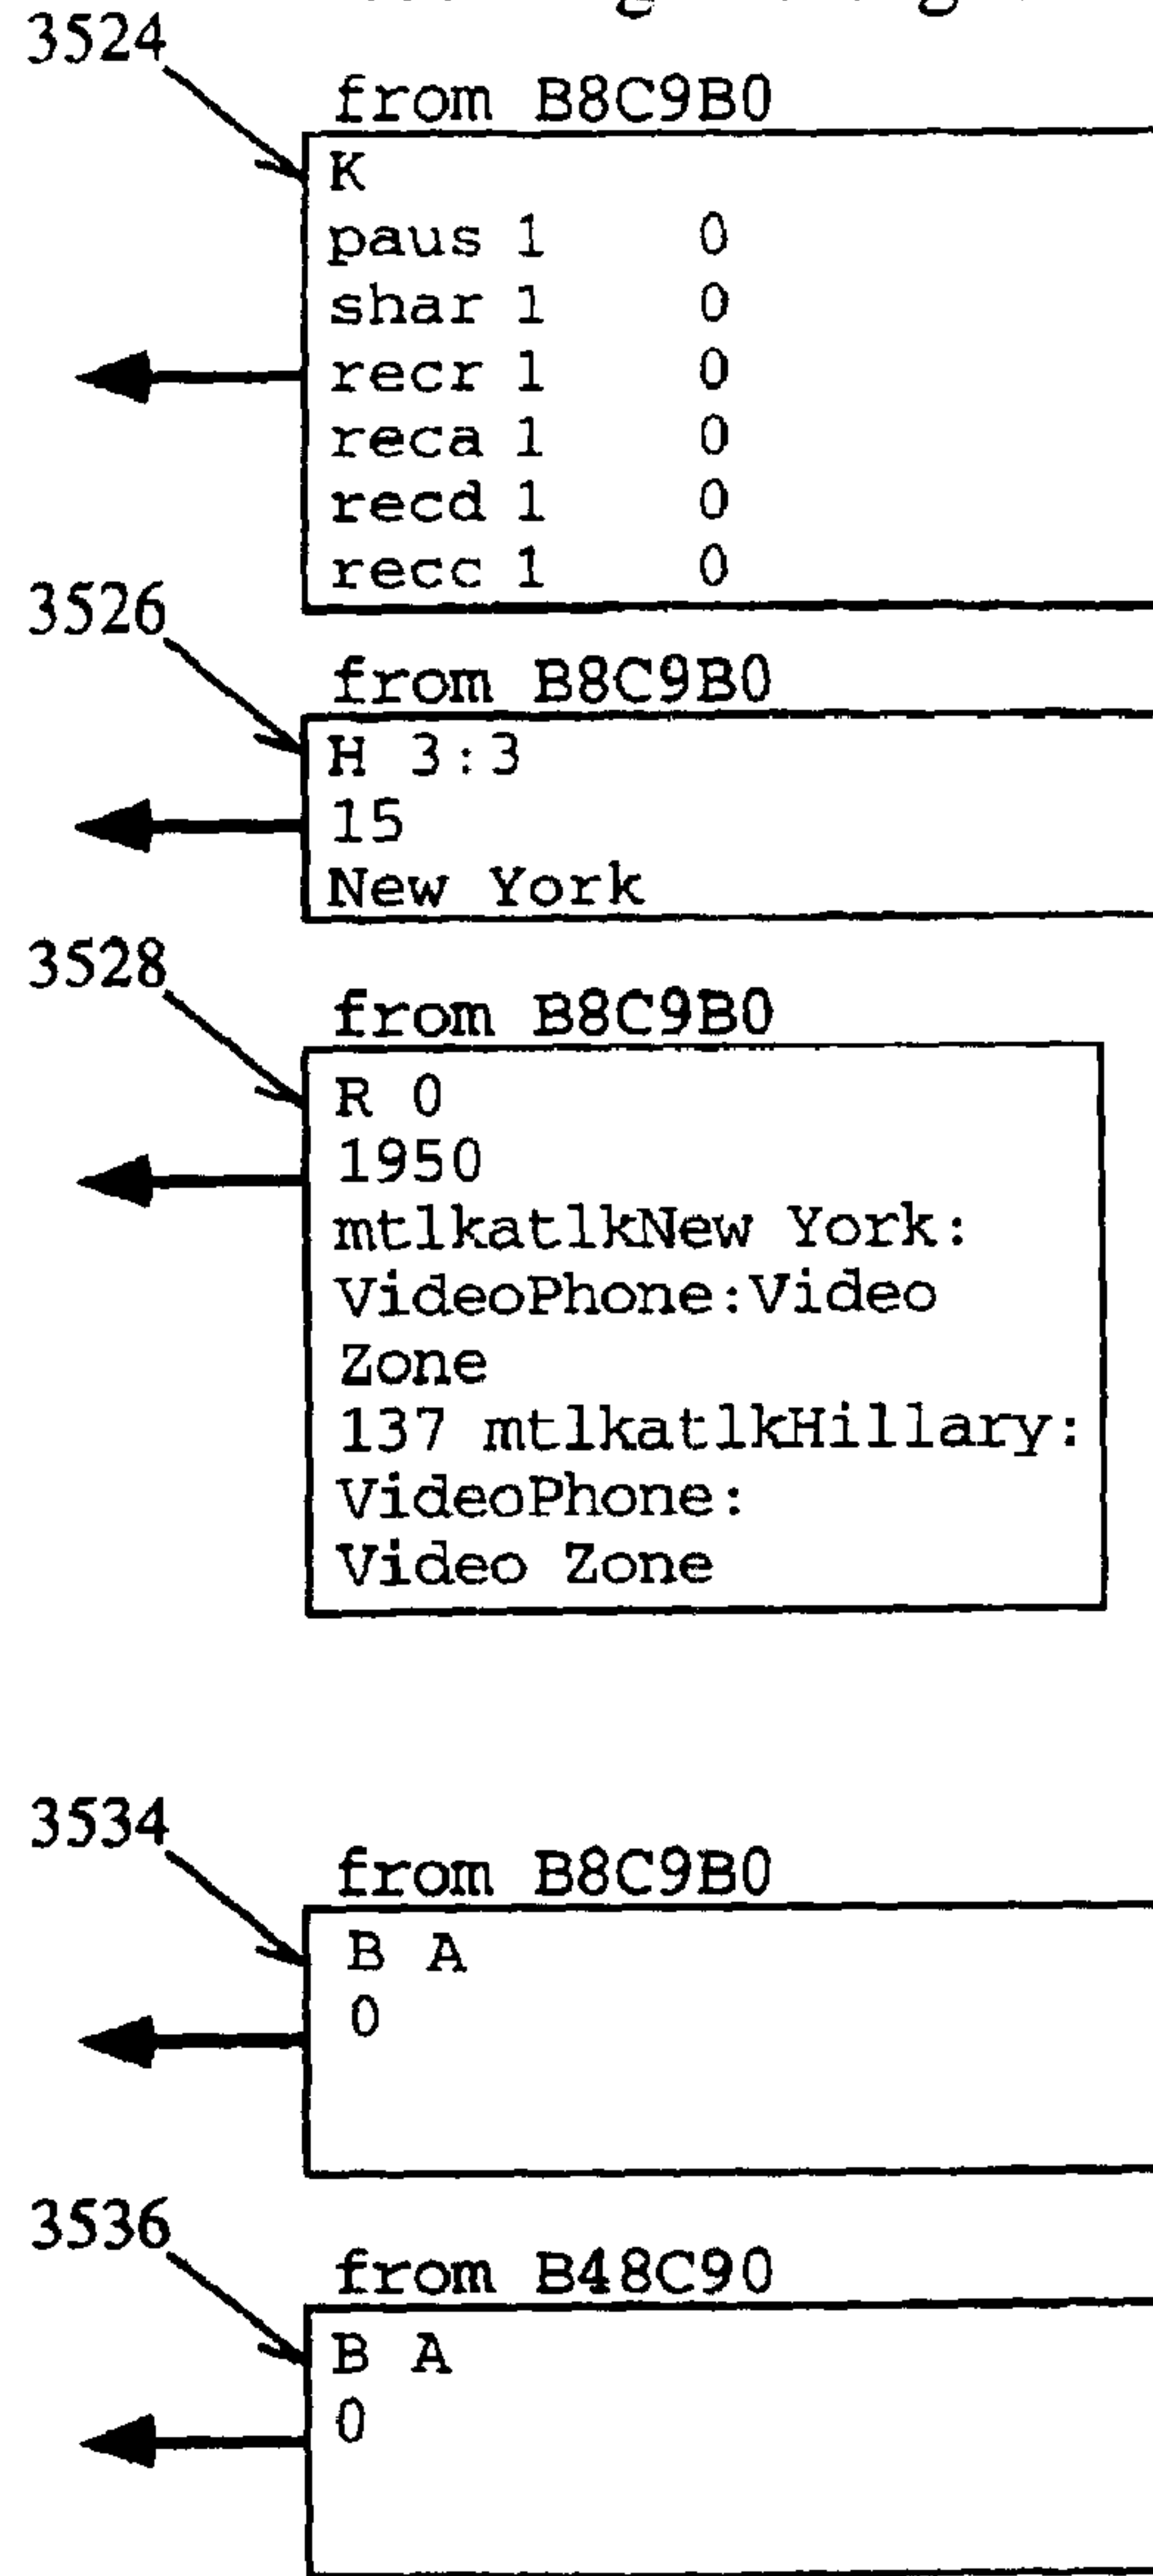 3524
from B8C9B0
K
paus 1 0
shar 1 0
recr 1 0
reca 1 0
recd 1 0
recc 1 0
3526
from B8C9B0
H 3:3
15
New York
3528
from B8C9B0
R 0
1950
mtlkatlkNew York:
VideoPhone:Video
Zone
137 mtlkatlkHillary:
VideoPhone:
Video Zone
3534
from B8C9B0
B A
0
3536
from B48C90
B A
0